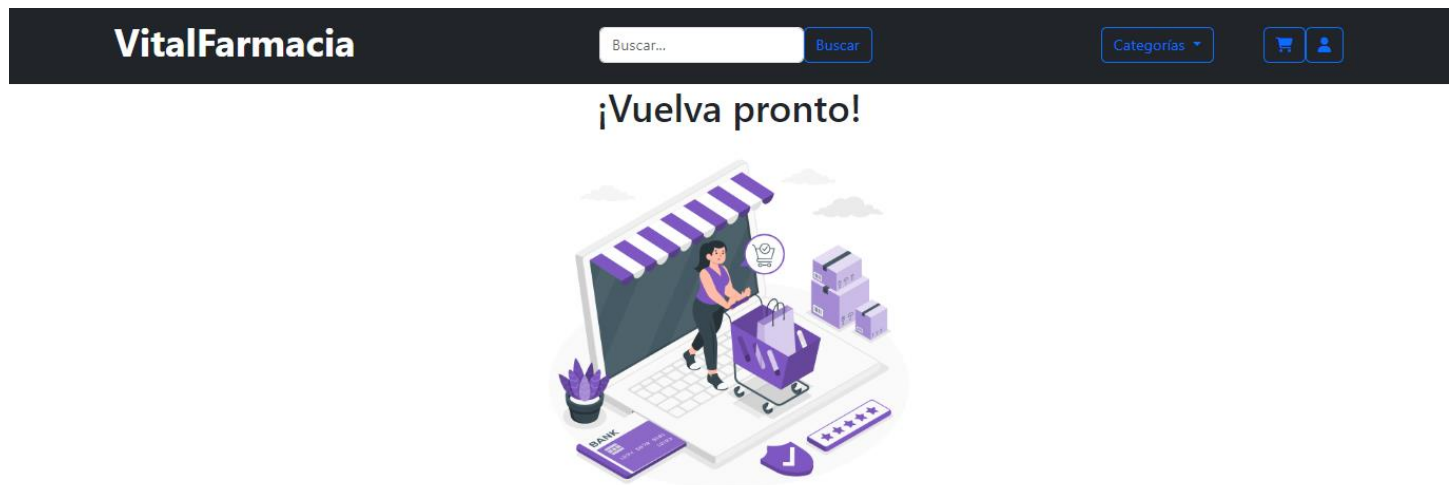 VitalFarmacia
Buscar...
Buscar
Categorías
¡Vuelva pronto!
BANK